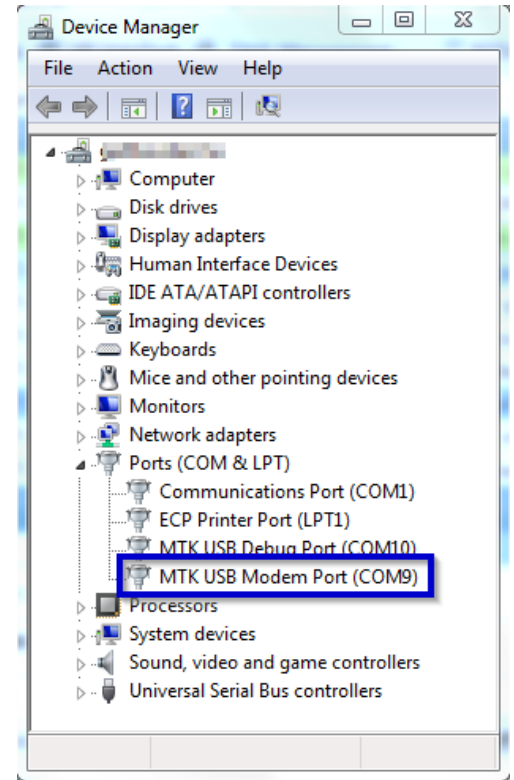 Device Manager
File Action View Help
Computer
Disk drives
Display adapters
Human Interface Devices
IDE ATA/ATAPI controllers
Imaging devices
Keyboards
Mice and other pointing devices
Monitors
Network adapters
Ports (COM & LPT)
Communications Port (COM1)
ECP Printer Port (LPT1)
MTK USB Debug Port (COM10)
MTK USB Modem Port (COM9)
Processors
System devices
Sound, video and game controllers
Universal Serial Bus controllers